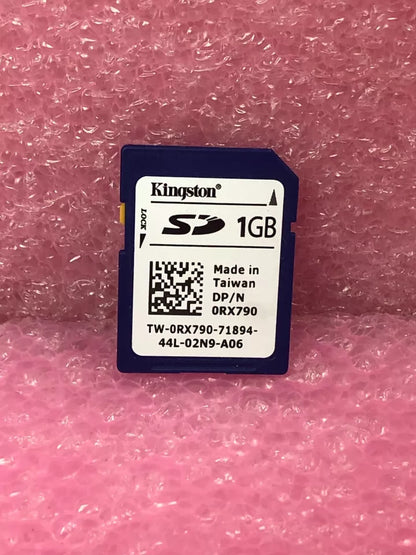 Kingston®
LOCK
SD 1GB
Made in
Taiwan
DP/N
0RX790
TW-0RX790-71894-
44L-02N9-A06